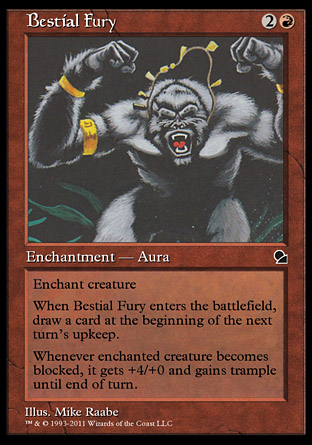 Bestial Fury 2
Enchantment — Aura
Enchant creature
When Bestial Fury enters the battlefield,
draw a card at the beginning of the next
turn's upkeep.
Whenever enchanted creature becomes
blocked, it gets +4/+0 and gains trample
until end of turn.
Illus. Mike Raabe
™ & © 1993-2011 Wizards of the Coast LLC